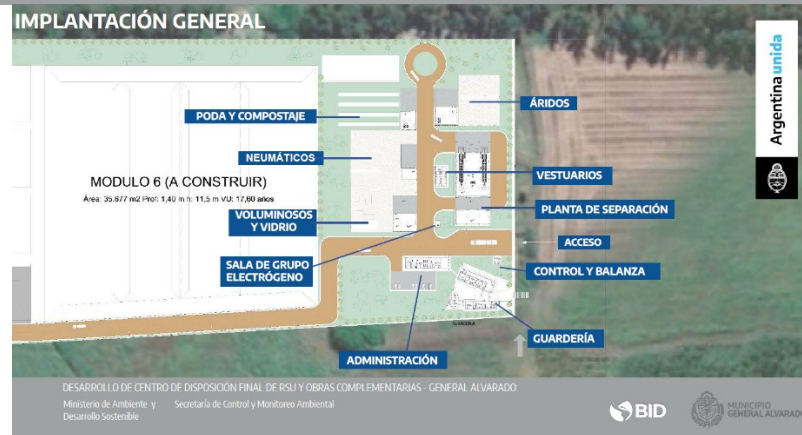 IMPLANTACIÓN GENERAL
Argentina unida
PODA Y COMPOSTAJE
ÁRIDOS
NEUMÁTICOS
MODULO 6 (A CONSTRUIR)
Área: 35.677 m2 Prof: 1,40 m h: 11,5 m VU: 17,60 años
VESTUARIOS
VOLUMINOSOS
Y VIDRIO
PLANTA DE SEPARACIÓN
ACCESO
SALA DE GRUPO
ELECTRÓGENO
CONTROL Y BALANZA
GUARDERÍA
ADMINISTRACIÓN
DESARROLLO DE CENTRO DE DISPOSICIÓN FINAL DE RSU Y OBRAS COMPLEMENTARIAS - GENERAL ALVARADO
Ministerio de Ambiente y
Desarrollo Sostenible
Secretaría de Control y Monitoreo Ambiental
BID
MUNICIPIO
GENERAL ALVARADO